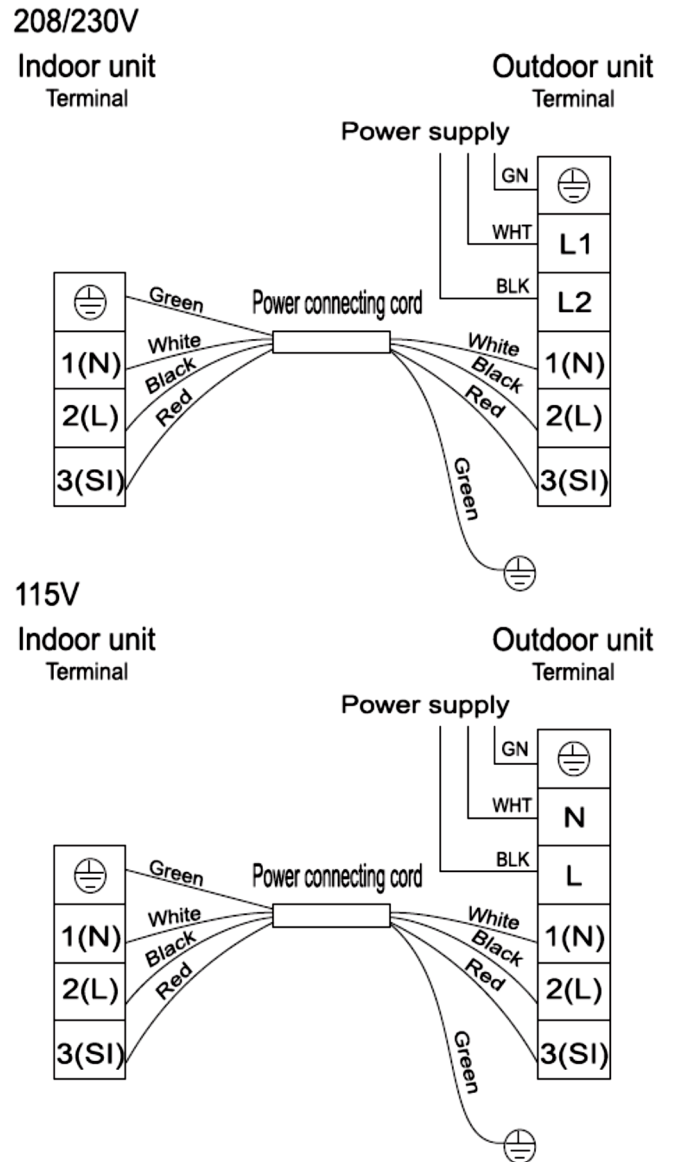 208/230V
Indoor unit
Terminal
Outdoor unit
Terminal
Power supply
GN
WHT
L1
BLK
L2
Green
Power connecting cord
White
White
1(N)
1(N)
Black
Black
2(L)
Red
Red
2(L)
3(SI)
Green
3(SI)
115V
Indoor unit
Terminal
Outdoor unit
Terminal
Power supply
GN
WHT
N
BLK
L
Green
Power connecting cord
White
White
1(N)
1(N)
Black
Black
2(L)
Red
Red
2(L)
3(SI)
Green
3(SI)